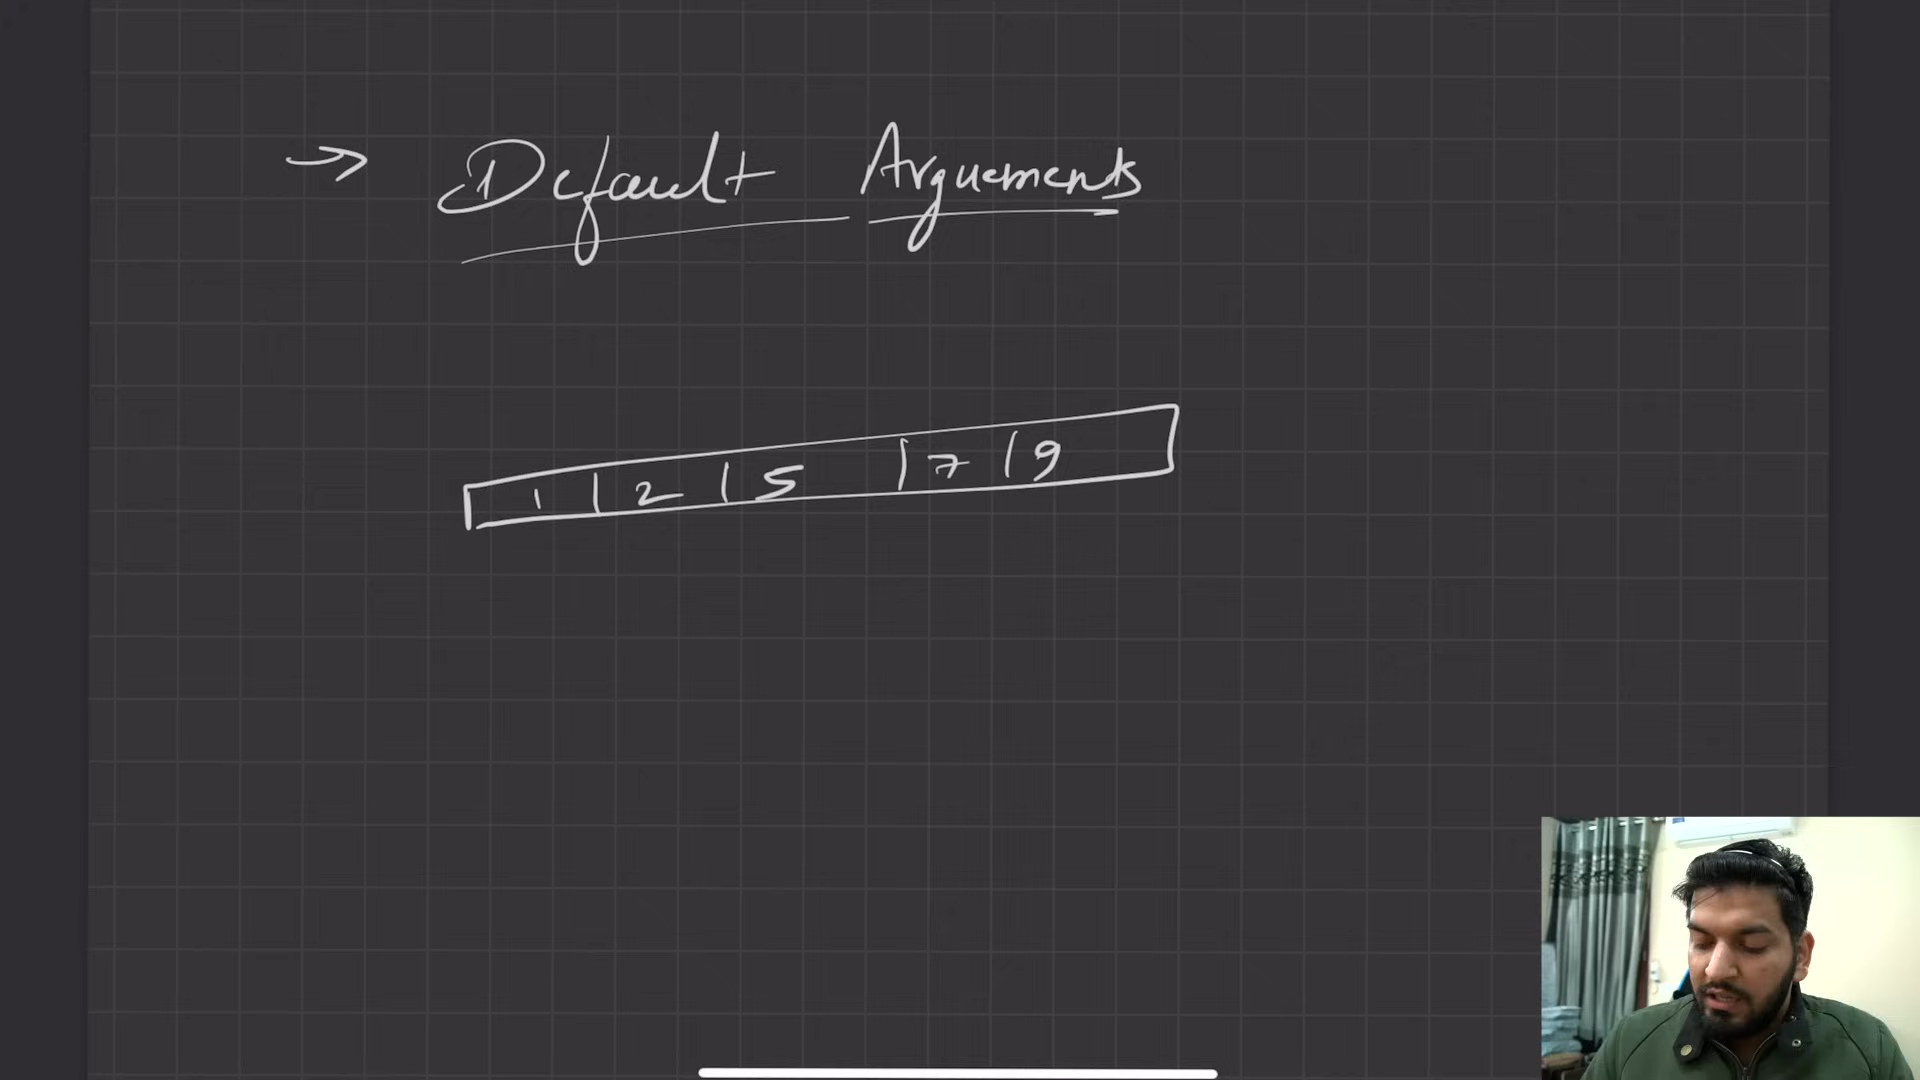 → Default Arguements
1 | 2 | 5 | 7 | 9